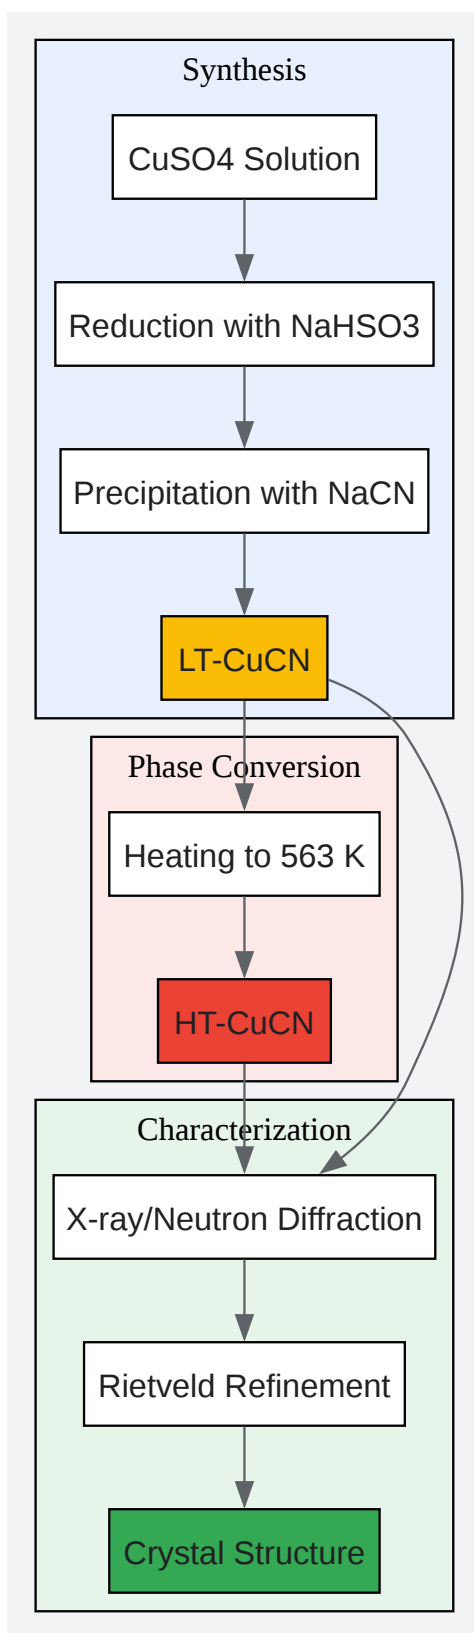 Synthesis
CuSO4 Solution
Reduction with NaHSO3
Precipitation with NaCN
LT-CuCN
Phase Conversion
Heating to 563 K
HT-CuCN
Characterization
X-ray/Neutron Diffraction
Rietveld Refinement
Crystal Structure